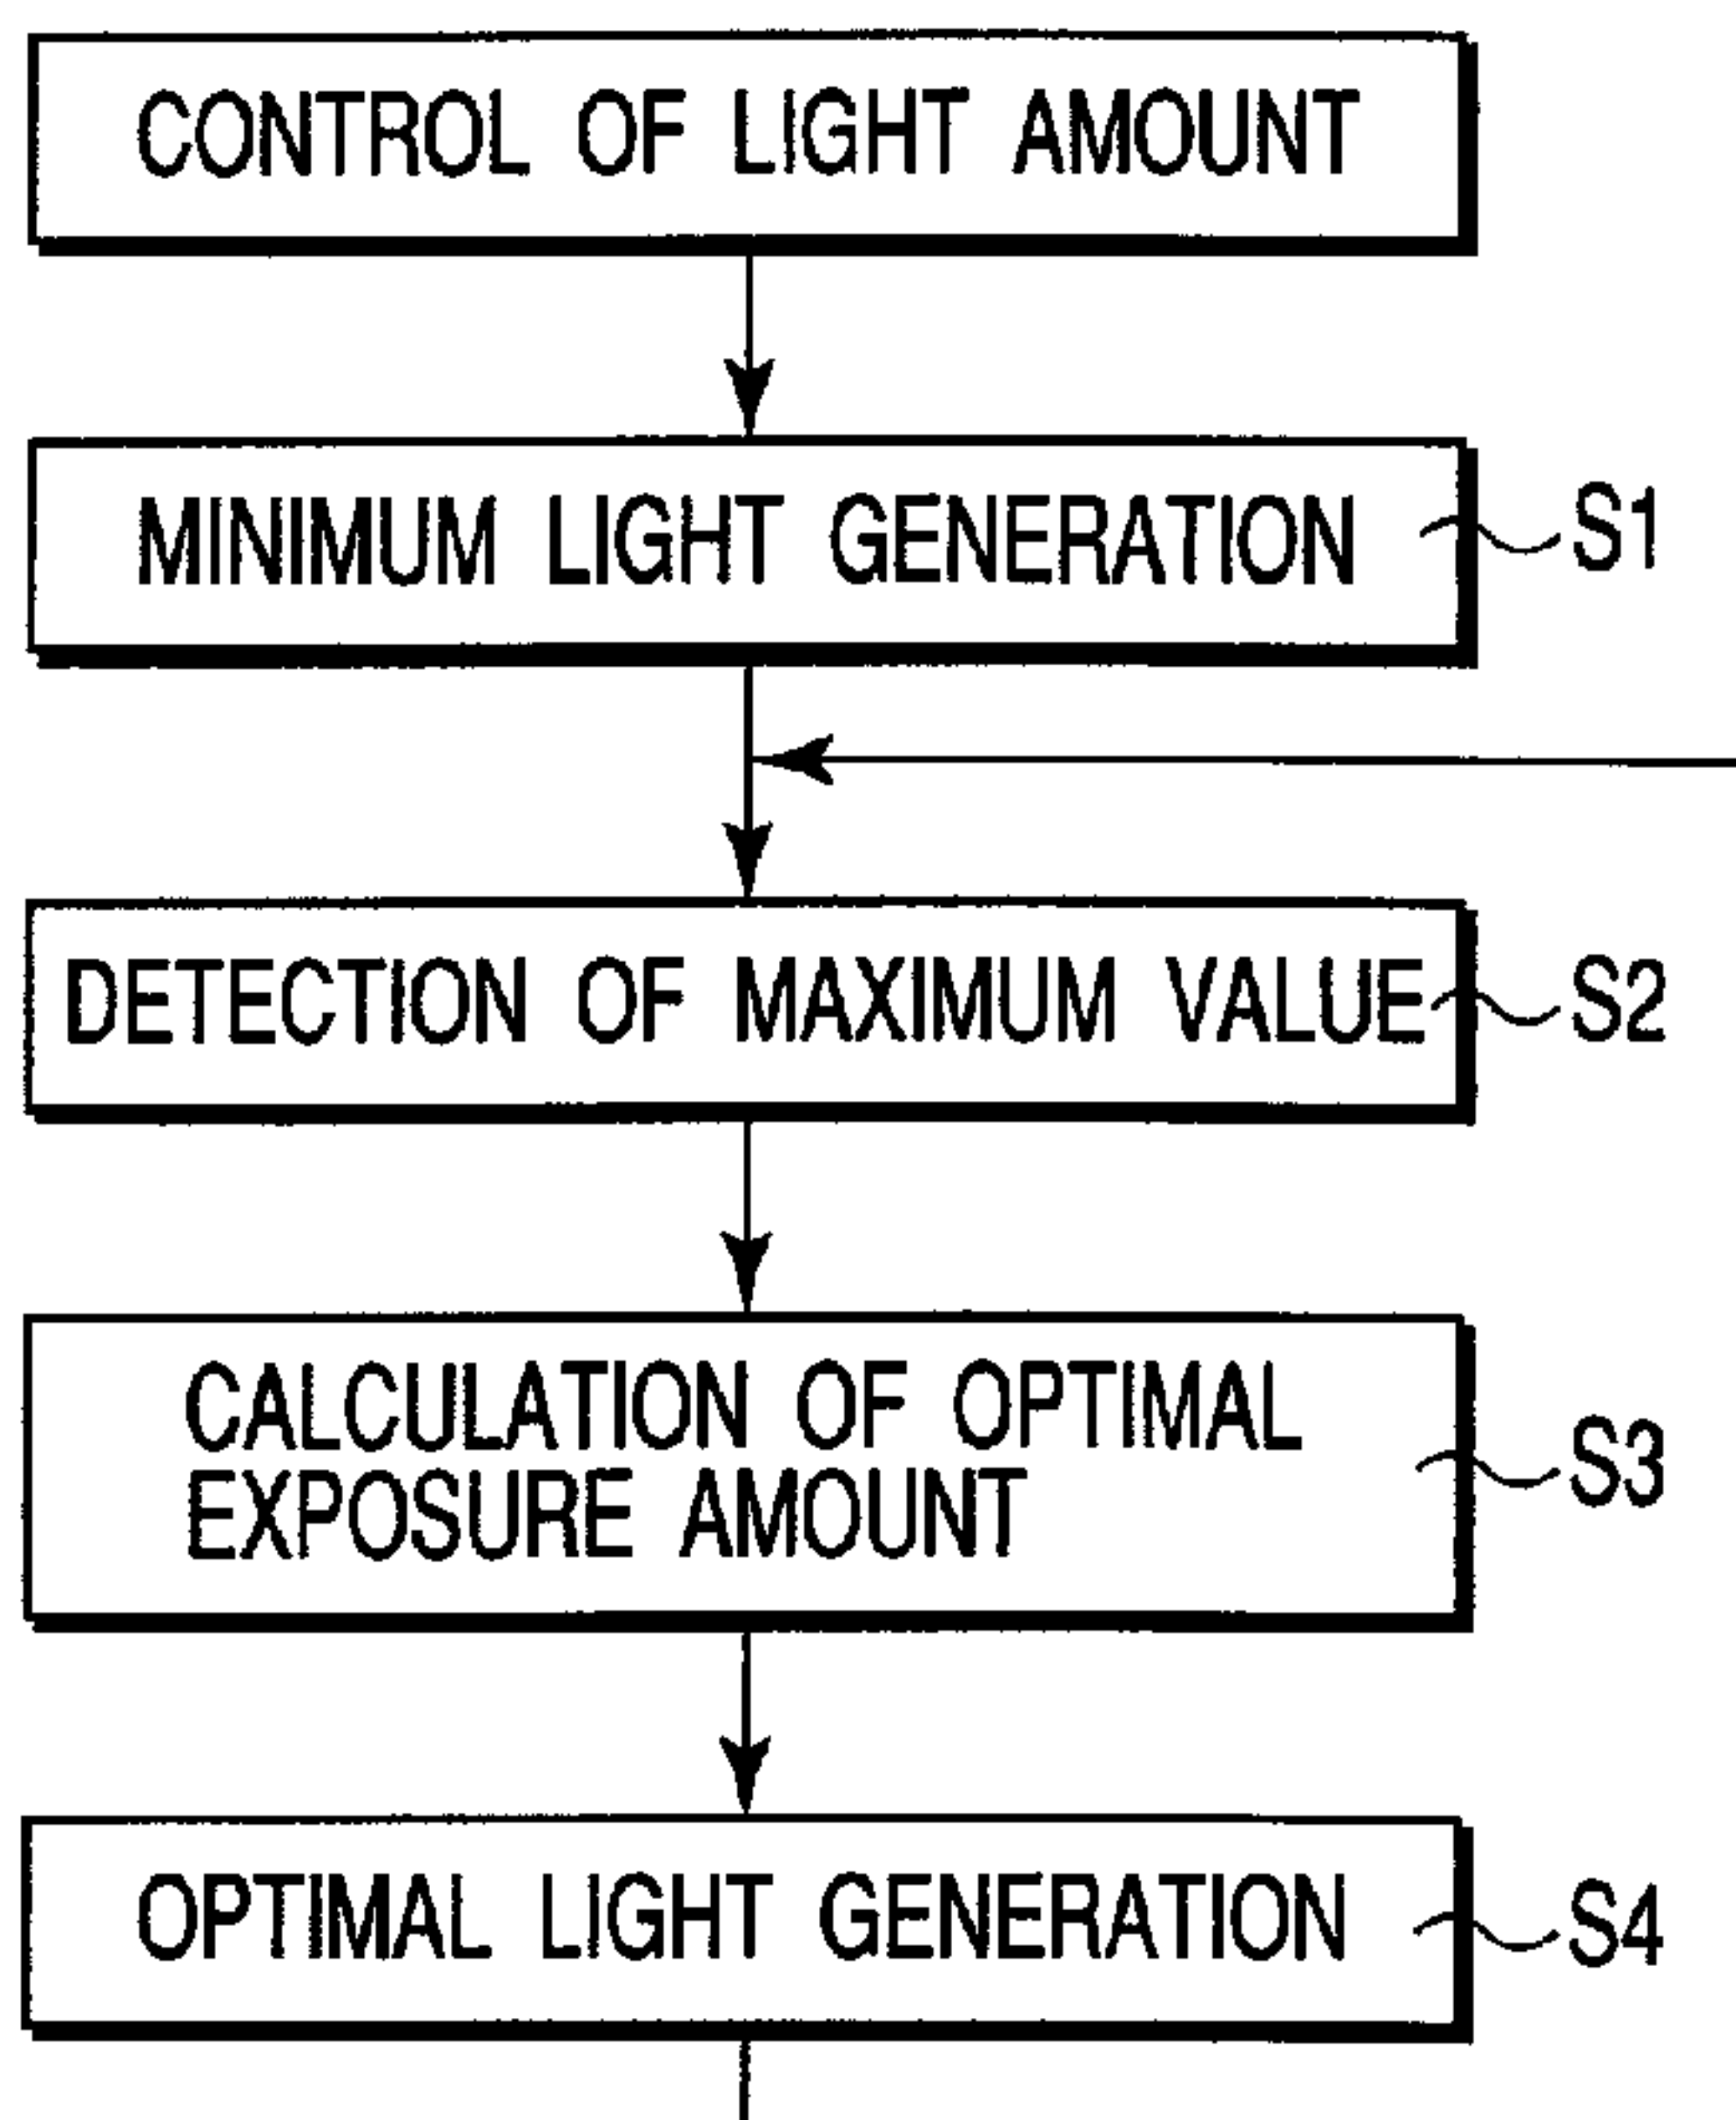 CONTROL OF LIGHT AMOUNT
MINIMUM LIGHT GENERATION
S1
DETECTION OF MAXIMUM VALUE
S2
CALCULATION OF OPTIMAL
EXPOSURE AMOUNT
S3
OPTIMAL LIGHT GENERATION
S4